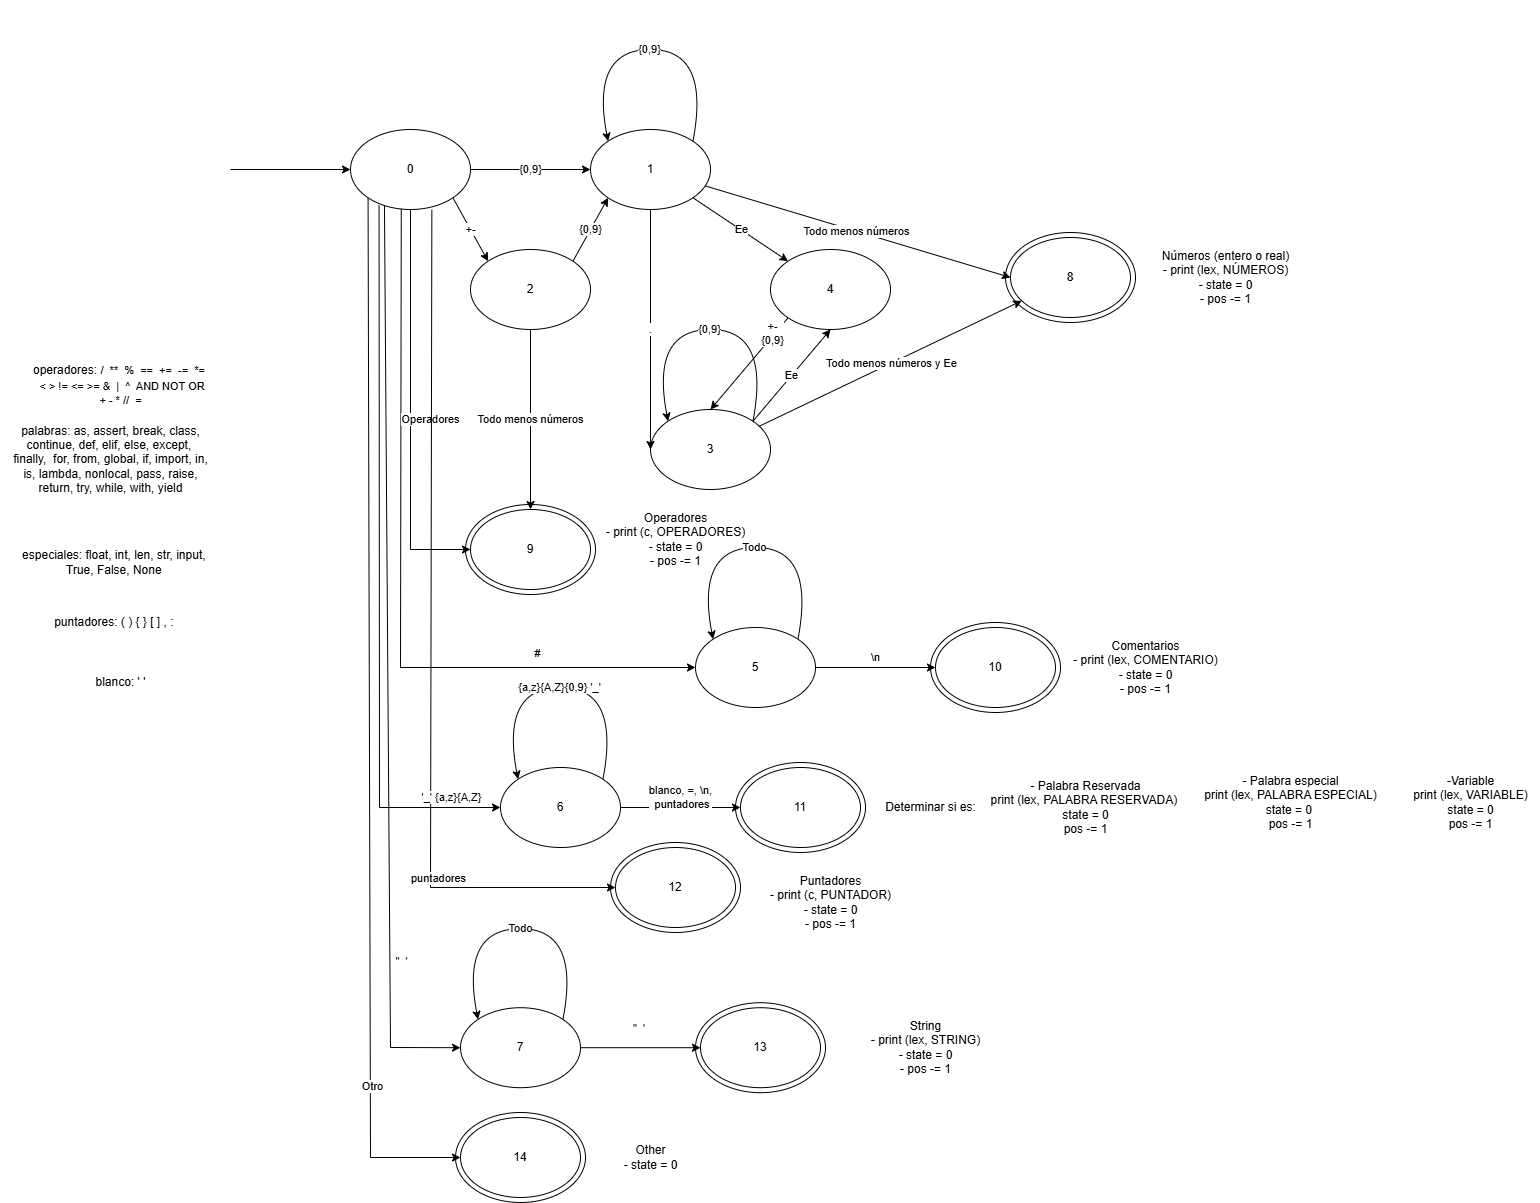 {0,9}
0
{0,9}
1
+-
{0,9}
Ee
Todo menos números
2
4
8
Números (entero o real)
- print (lex, NÚMEROS)
- state = 0
- pos -= 1
.
{0,9}
+-
{0,9}
Ee
Todo menos números y Ee
3
operadores: / ** % == += -= *=
< > != <= >= & | ^ AND NOT OR
+ - * // =
Operadores
Todo menos números
palabras: as, assert, break, class,
continue, def, elif, else, except,
finally, for, from, global, if, import, in,
is, lambda, nonlocal, pass, raise,
return, try, while, with, yield
9
Operadores
- print (c, OPERADORES)
- state = 0
- pos -= 1
especiales: float, int, len, str, input,
True, False, None
Todo
puntadores: ( ) { } [ ] , :
#
5
\n
10
Comentarios
- print (lex, COMENTARIO)
- state = 0
- pos -= 1
blanco: ' '
{a,z}{A,Z}{0,9} '_'
'_' {a,z}{A,Z}
6
blanco, =, \n,
puntadores
11
Determinar si es:
- Palabra Reservada
print (lex, PALABRA RESERVADA)
state = 0
pos -= 1
- Palabra especial
print (lex, PALABRA ESPECIAL)
state = 0
pos -= 1
-Variable
print (lex, VARIABLE)
state = 0
pos -= 1
puntadores
12
Puntadores
- print (c, PUNTADOR)
- state = 0
- pos -= 1
Todo
" '
7
" '
13
String
- print (lex, STRING)
- state = 0
- pos -= 1
Otro
14
Other
- state = 0